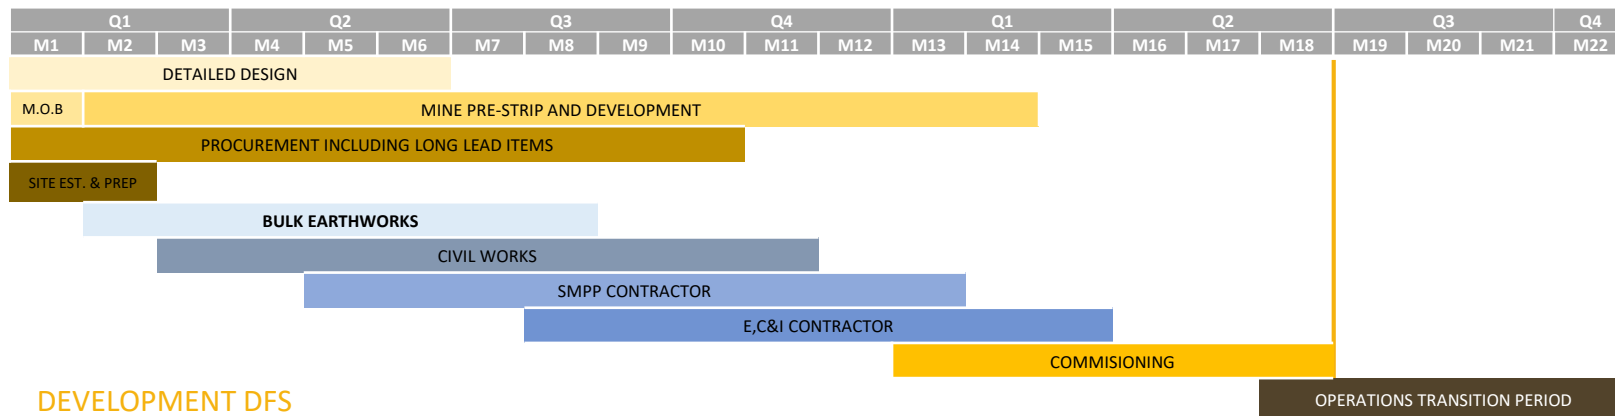 Q1 Q2 Q3 Q4 Q1 Q2 Q3 Q4
M1 M2 M3 M4 M5 M6 M7 M8 M9 M10 M11 M12 M13 M14 M15 M16 M17 M18 M19 M20 M21 M22
DETAILED DESIGN
M.O.B MINE PRE-STRIP AND DEVELOPMENT
PROCUREMENT INCLUDING LONG LEAD ITEMS
SITE EST. & PREP
BULK EARTHWORKS
CIVIL WORKS
SMPP CONTRACTOR
E,C&I CONTRACTOR
COMMISIONING
DEVELOPMENT DFS OPERATIONS TRANSITION PERIOD